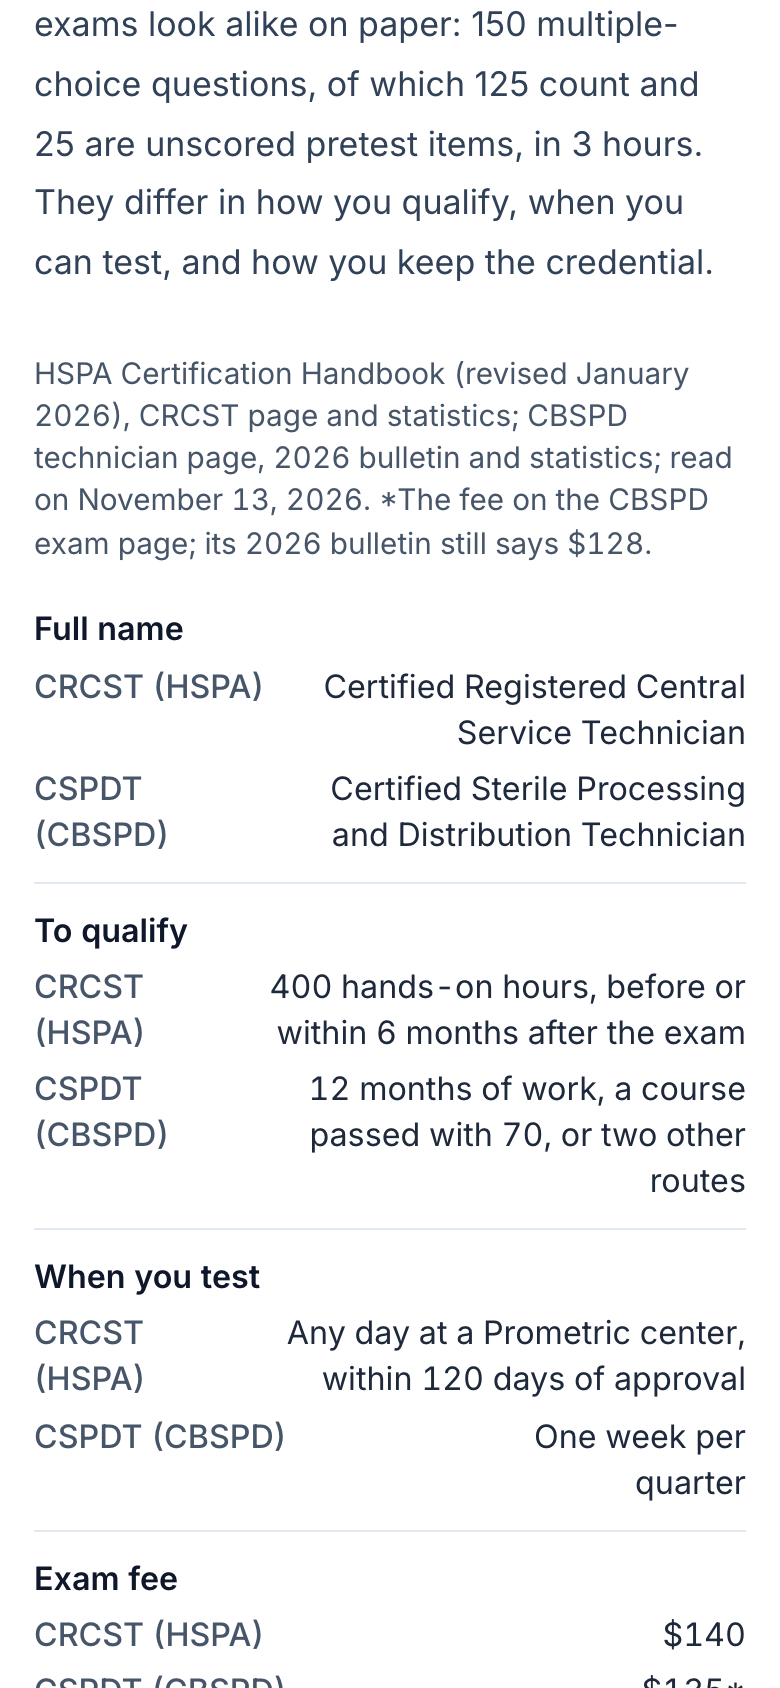 exams look alike on paper: 150 multiple-
choice questions, of which 125 count and
25 are unscored pretest items, in 3 hours.
They differ in how you qualify, when you
can test, and how you keep the credential.
HSPA Certification Handbook (revised January
2026), CRCST page and statistics; CBSPD
technician page, 2026 bulletin and statistics; read
on November 13, 2026. *The fee on the CBSPD
exam page; its 2026 bulletin still says $128.
Full name
CRCST (HSPA) Certified Registered Central
Service Technician
CSPDT Certified Sterile Processing
(CBSPD) and Distribution Technician
To qualify
CRCST 400 hands-on hours, before or
(HSPA) within 6 months after the exam
CSPDT 12 months of work, a course
(CBSPD) passed with 70, or two other
routes
When you test
CRCST Any day at a Prometric center,
(HSPA) within 120 days of approval
CSPDT (CBSPD) One week per
quarter
Exam fee
CRCST (HSPA) $140
CSPDT (CBSPD)